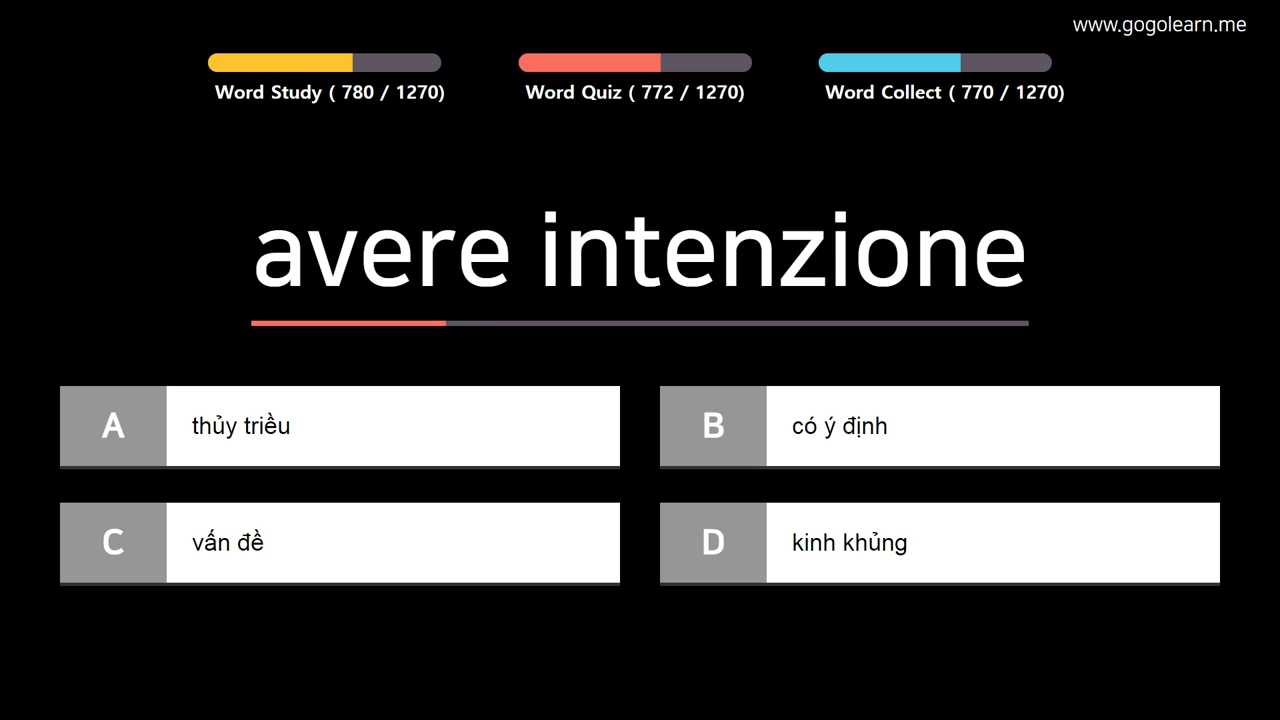 www.gogolearn.me
Word Study ( 780 / 1270)
Word Quiz ( 772 / 1270)
Word Collect ( 770 / 1270)
avere intenzione
A thủy triều
B có ý định
C vấn đề
D kinh khủng